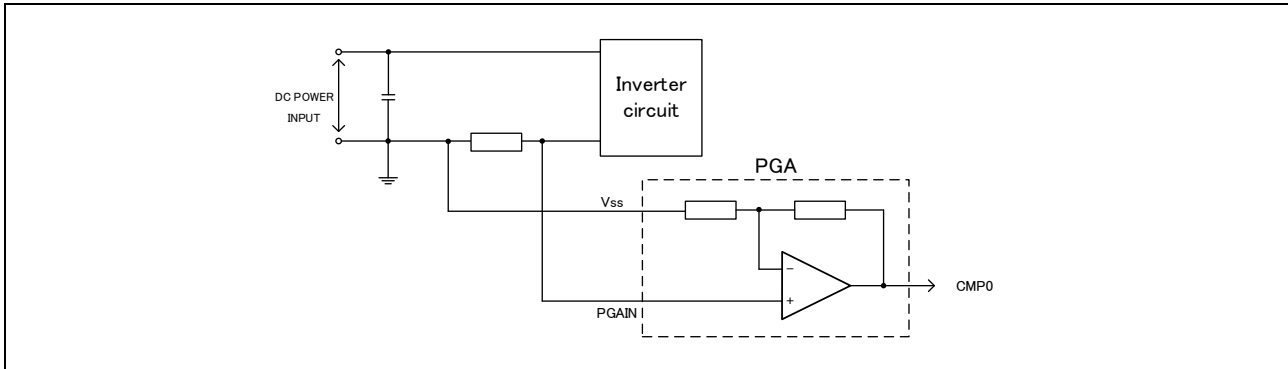 DC POWER
INPUT
Inverter
circuit
PGA
Vss
-
+
CMP0
PGAIN